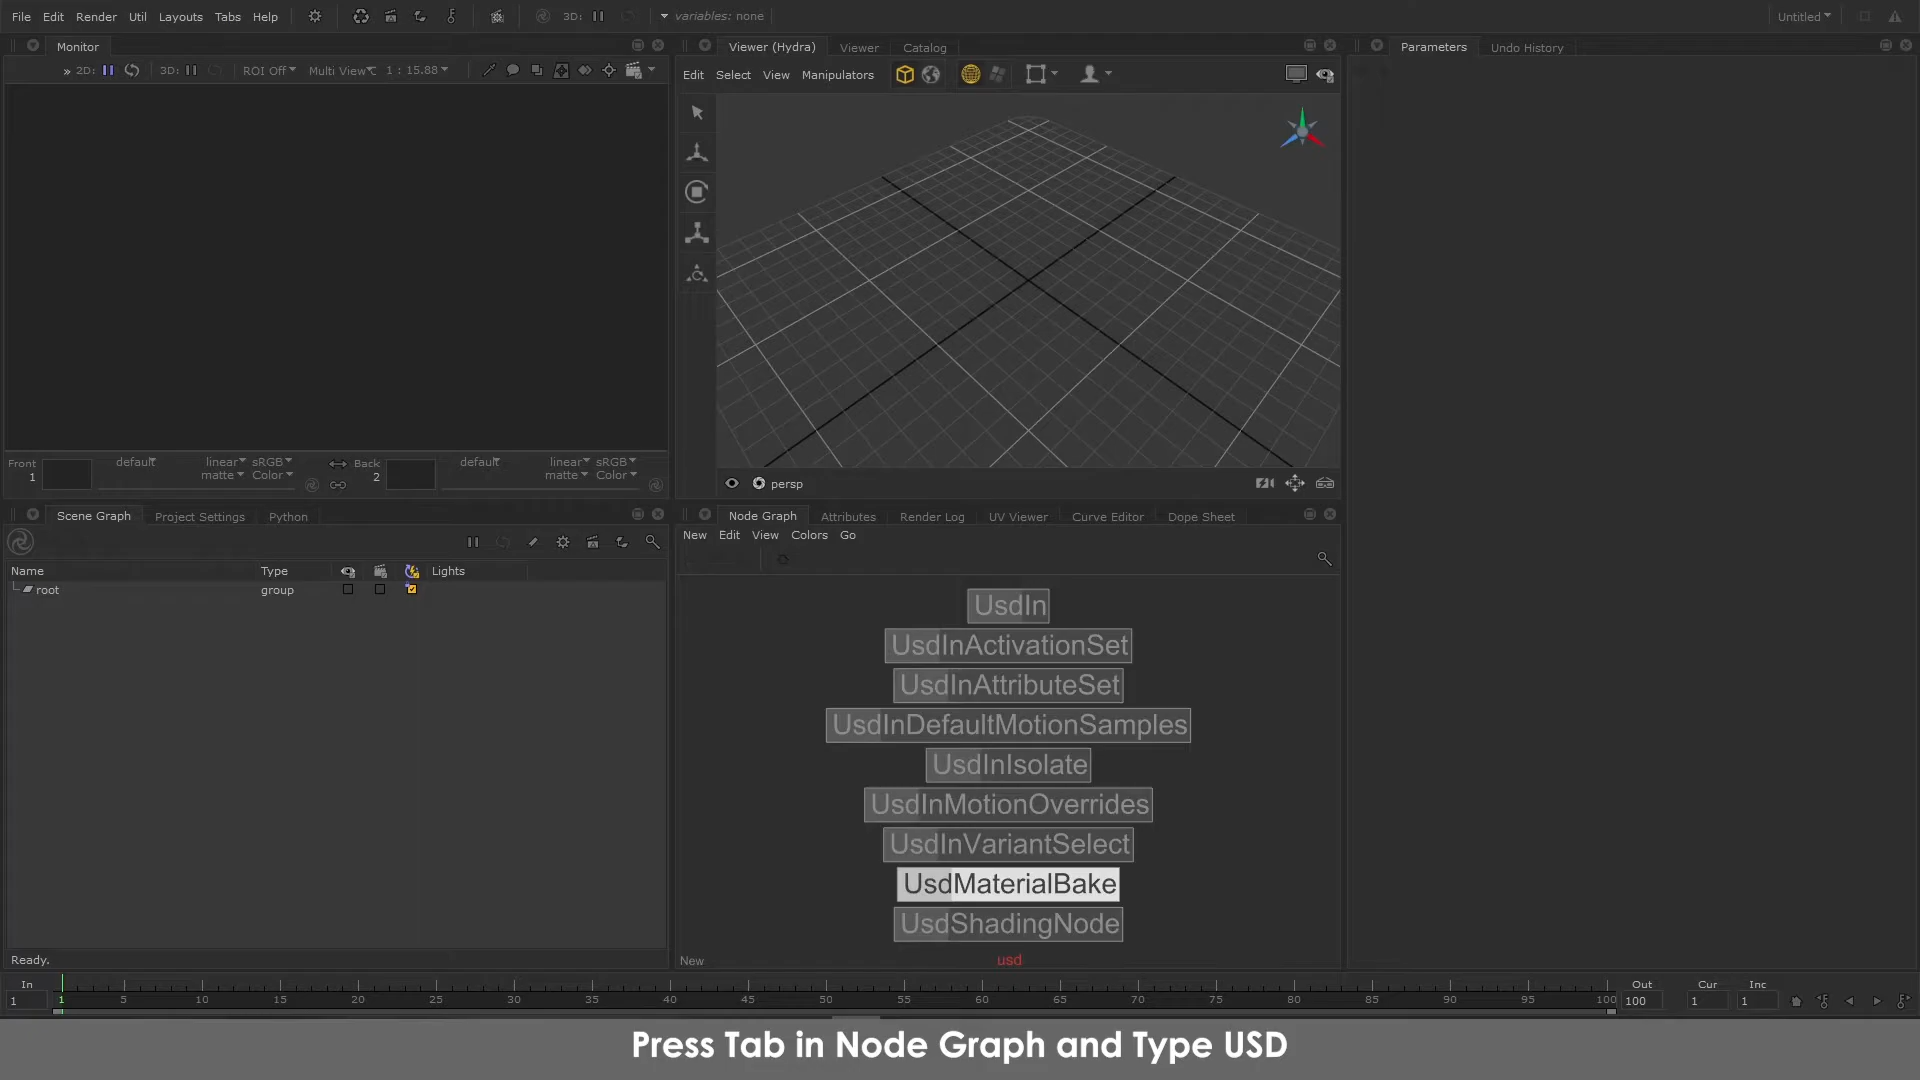 File Edit Render Util Layouts Tabs Help 3D: variables: none Untitled
Monitor
» 2D: 3D: ROI Off Multi View 1 : 15.88
Front default linear sRGB Back default linear sRGB
1 matte Color 2 matte Color
Viewer (Hydra) Viewer Catalog
Edit Select View Manipulators
persp
Parameters Undo History
Scene Graph Project Settings Python
Name Type Lights
root group
Ready.
Node Graph Attributes Render Log UV Viewer Curve Editor Dope Sheet
New Edit View Colors Go
UsdIn
UsdInActivationSet
UsdInAttributeSet
UsdInDefaultMotionSamples
UsdInIsolate
UsdInMotionOverrides
UsdInVariantSelect
UsdMaterialBake
UsdShadingNode
New usd
In Out Cur Inc
1 1 5 10 15 20 25 30 35 40 45 50 55 60 65 70 75 80 85 90 95 100 100 1 1
Press Tab in Node Graph and Type USD